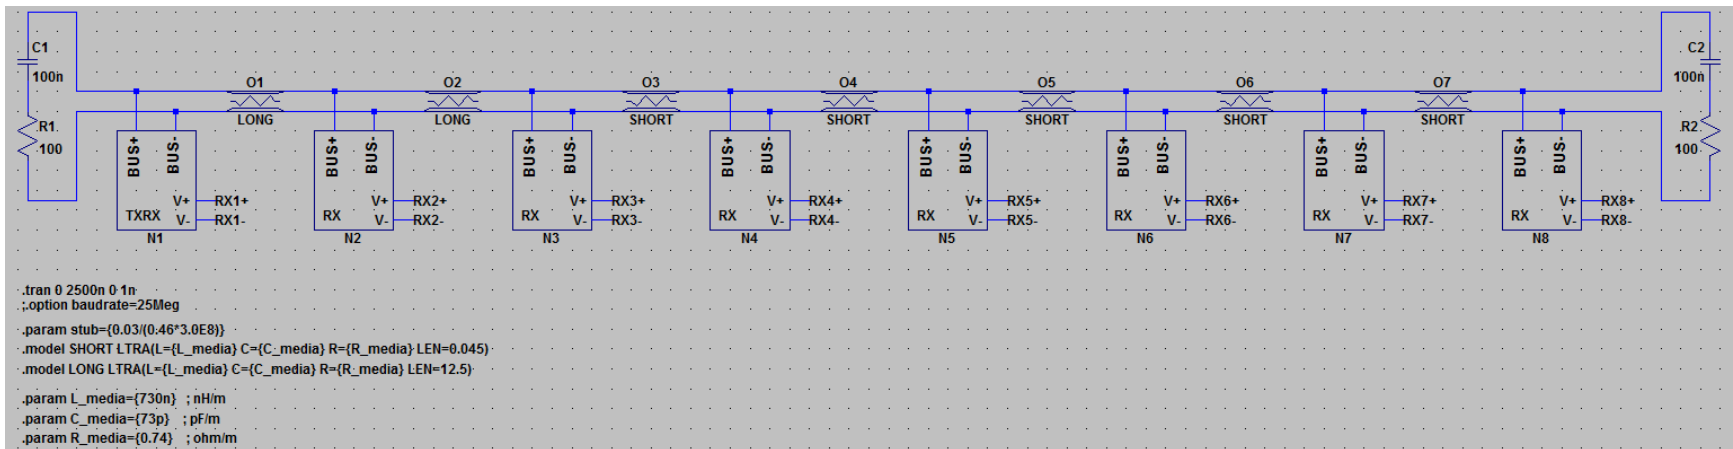 C1
100n
R1
100
O1
LONG
O2
LONG
O3
SHORT
O4
SHORT
O5
SHORT
O6
SHORT
O7
SHORT
C2
100n
R2
100
BUS+ BUS-
V+ RX1+
TXRX V- RX1-
N1
BUS+ BUS-
V+ RX2+
RX V- RX2-
N2
BUS+ BUS-
V+ RX3+
RX V- RX3-
N3
BUS+ BUS-
V+ RX4+
RX V- RX4-
N4
BUS+ BUS-
V+ RX5+
RX V- RX5-
N5
BUS+ BUS-
V+ RX6+
RX V- RX6-
N6
BUS+ BUS-
V+ RX7+
RX V- RX7-
N7
BUS+ BUS-
V+ RX8+
RX V- RX8-
N8
.tran 0 2500n 0 1n
;.option baudrate=25Meg
.param stub={0.03/(0.46*3.0E8)}
.model SHORT LTRA(L={L_media} C={C_media} R={R_media} LEN=0.045)
.model LONG LTRA(L={L_media} C={C_media} R={R_media} LEN=12.5)
.param L_media={730n} ; nH/m
.param C_media={73p} ; pF/m
.param R_media={0.74} ; ohm/m